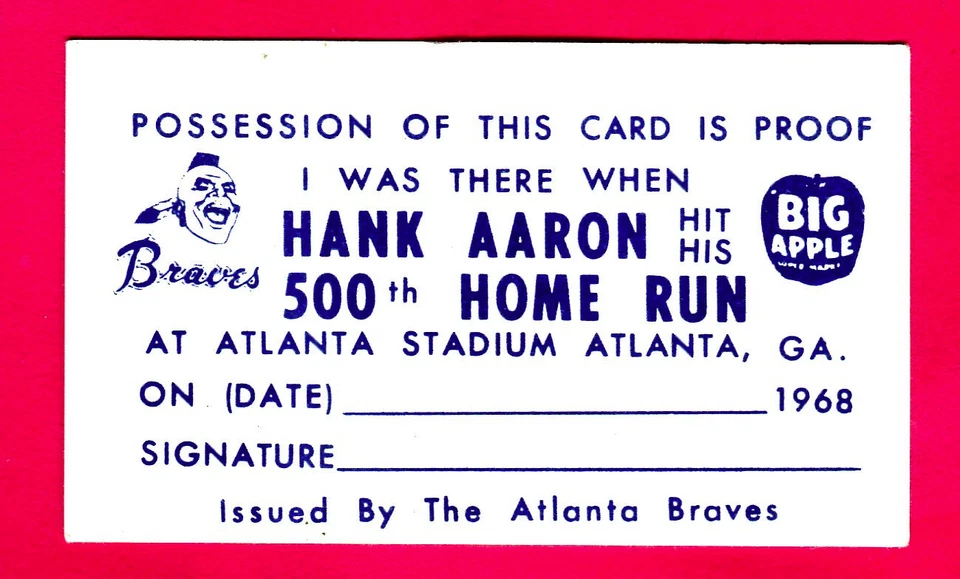 POSSESSION OF THIS CARD IS PROOF
I WAS THERE WHEN
HANK AARON HIT HIS
500th HOME RUN
Braves
BIG
APPLE
AT ATLANTA STADIUM ATLANTA, GA.
ON (DATE) 1968
SIGNATURE
Issued By The Atlanta Braves